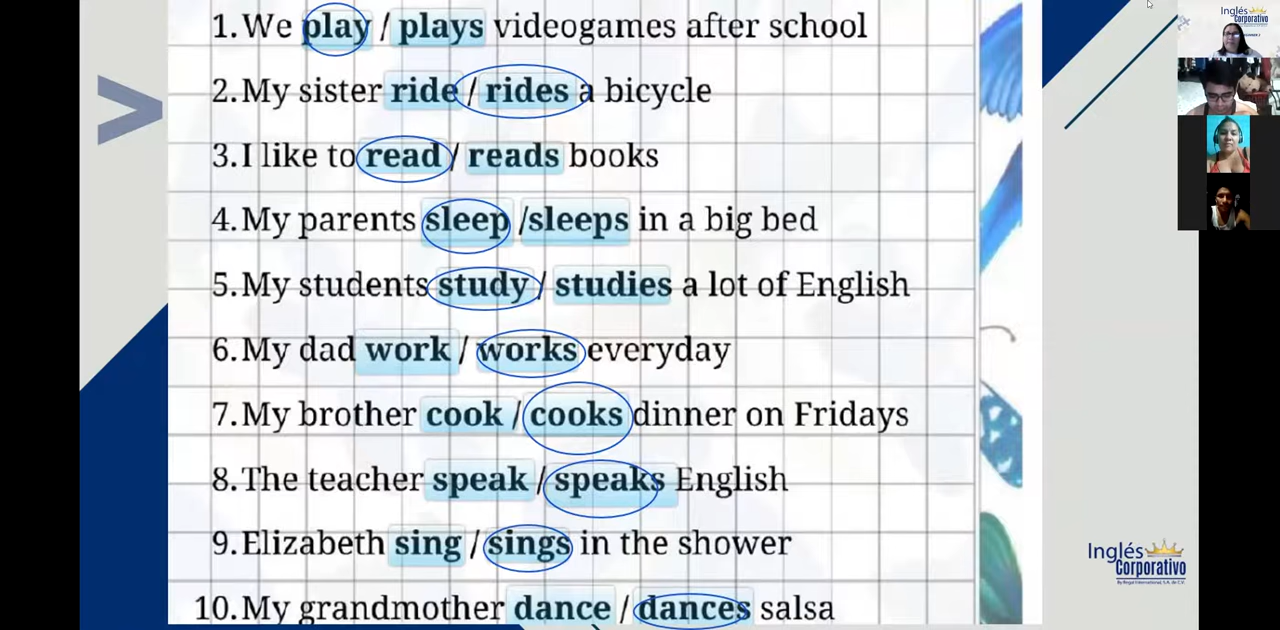 1. We play / plays videogames after school
2. My sister ride / rides a bicycle
3. I like to read / reads books
4. My parents sleep /sleeps in a big bed
5. My students study / studies a lot of English
6. My dad work / works everyday
7. My brother cook / cooks dinner on Fridays
8. The teacher speak / speaks English
9. Elizabeth sing / sings in the shower
10. My grandmother dance / dances salsa
Inglés
Corporativo
Inglés
Corporativo